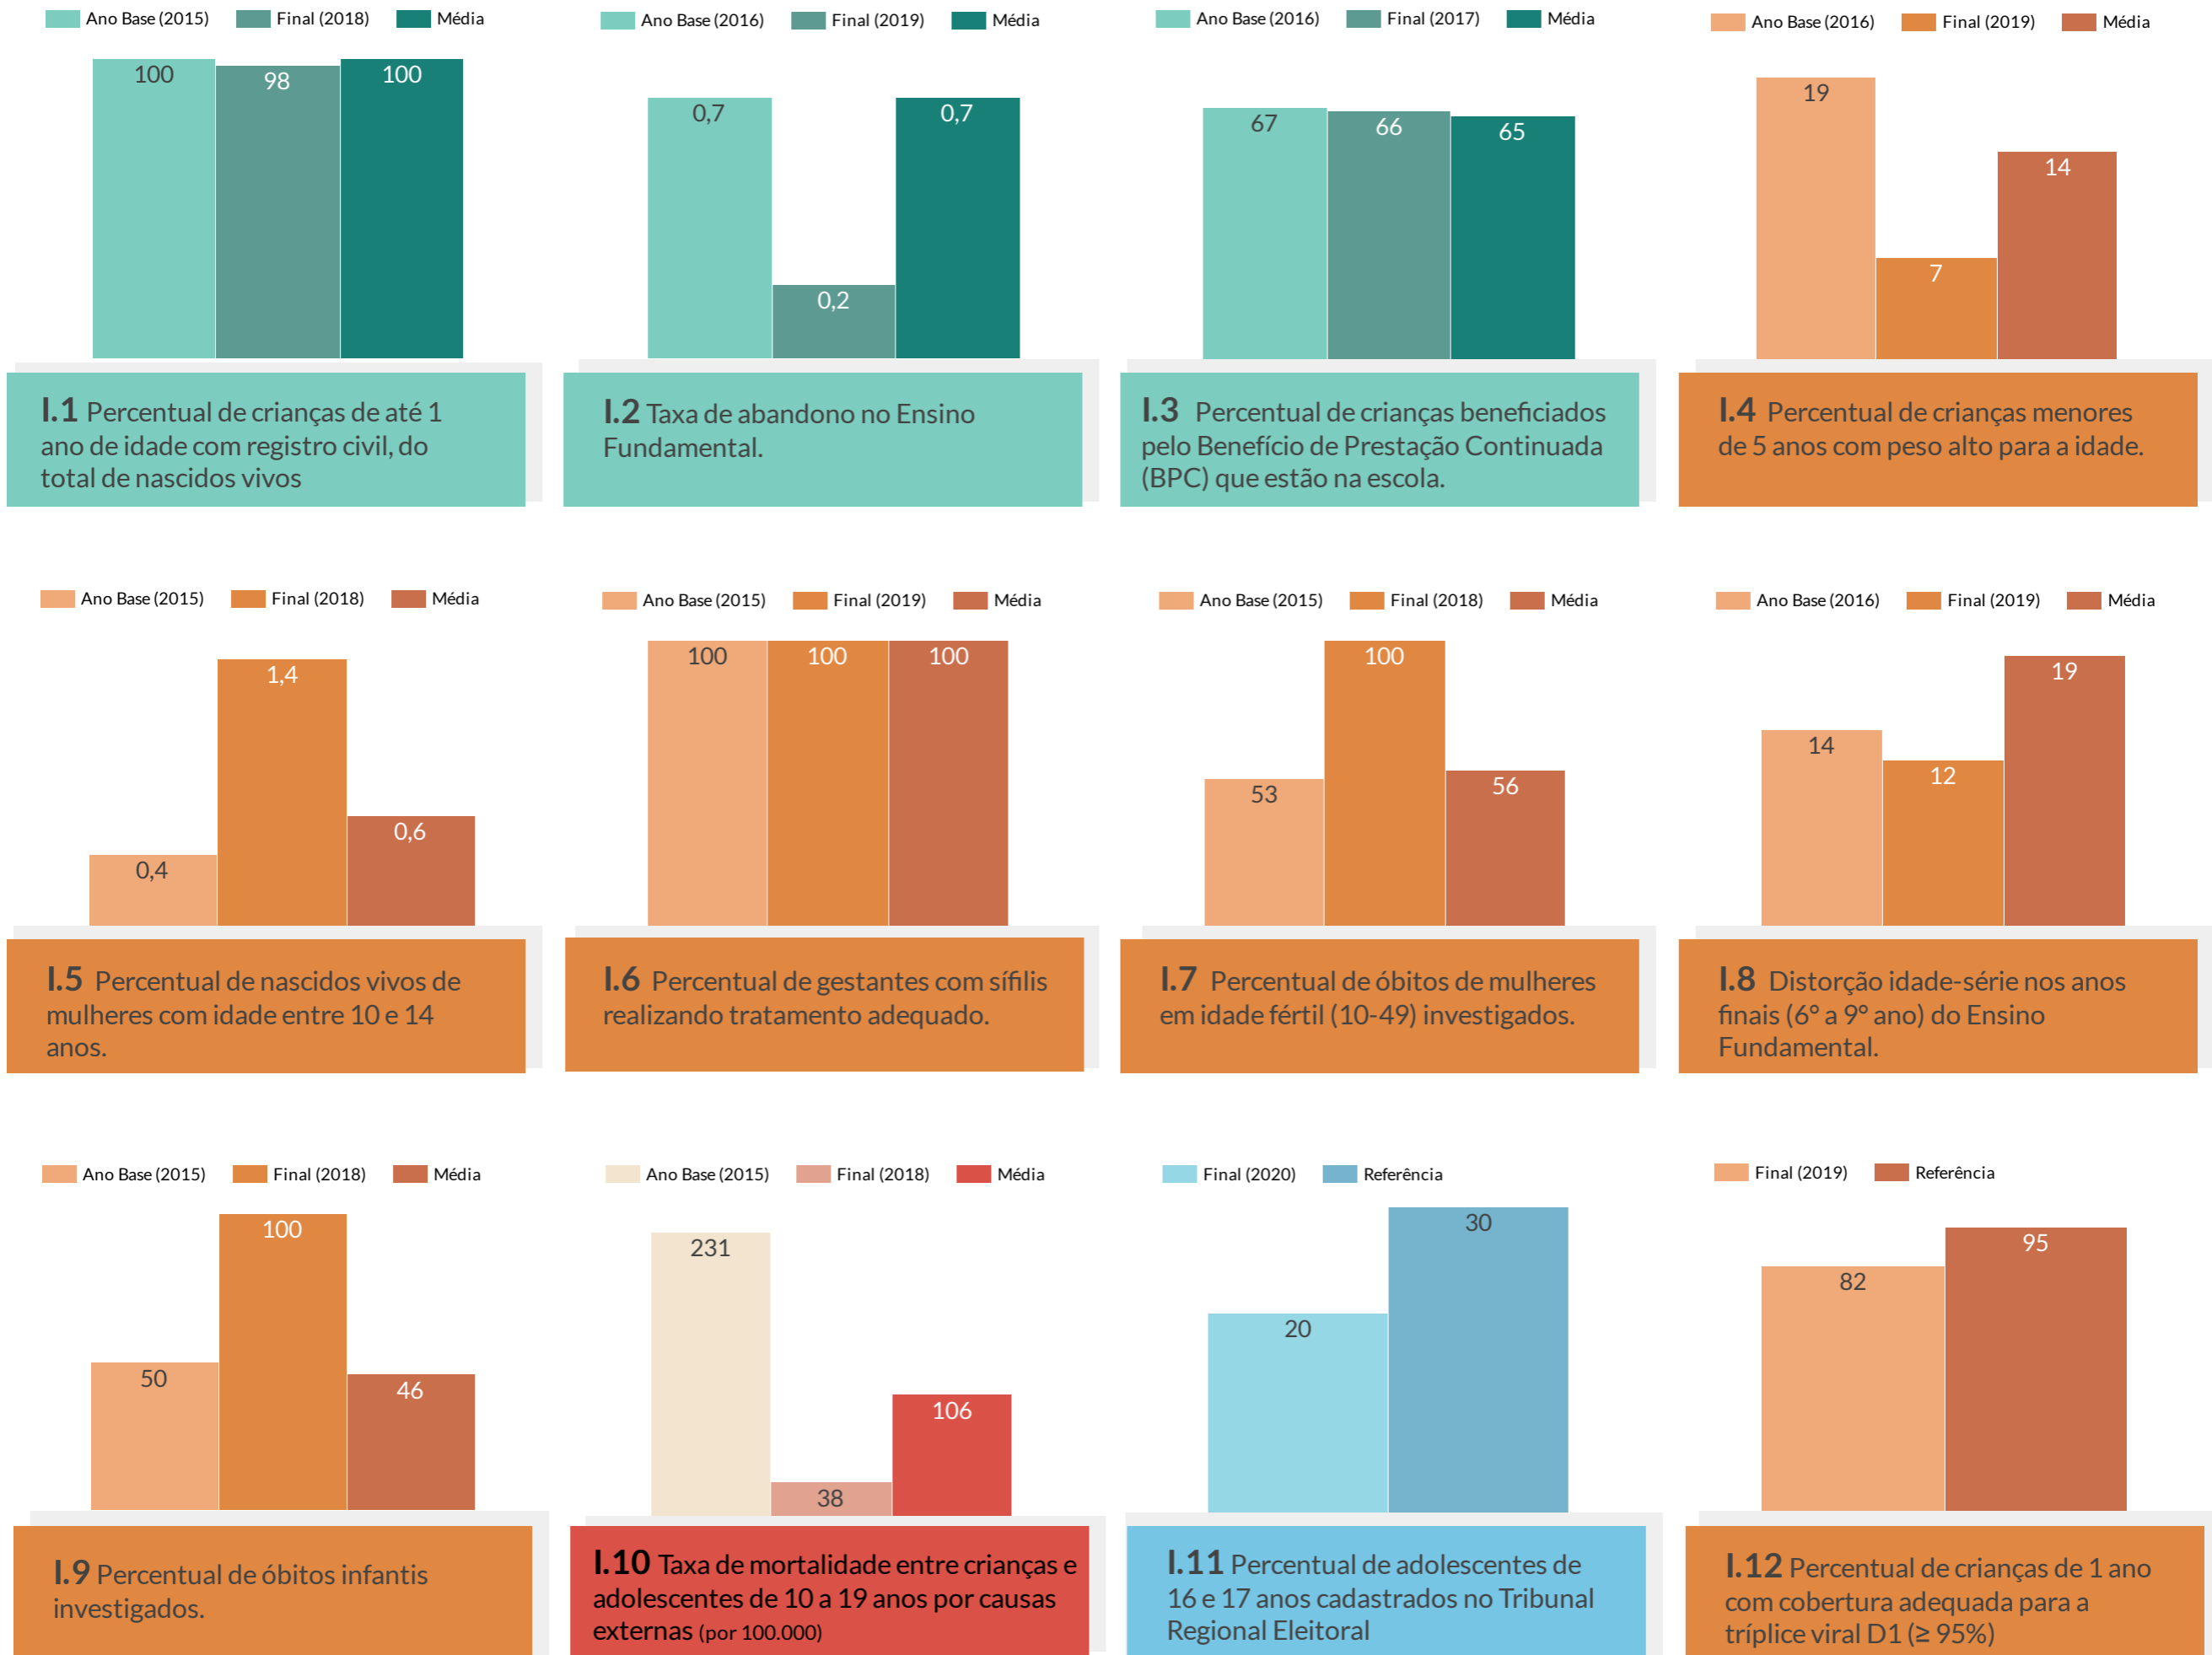 Ano Base (2015) Final (2018) Média
100 98 100
I.1 Percentual de crianças de até 1
ano de idade com registro civil, do
total de nascidos vivos
Ano Base (2016) Final (2019) Média
0,7 0,2 0,7
I.2 Taxa de abandono no Ensino
Fundamental.
Ano Base (2016) Final (2017) Média
67 66 65
I.3 Percentual de crianças beneficiados
pelo Benefício de Prestação Continuada
(BPC) que estão na escola.
Ano Base (2016) Final (2019) Média
19 7 14
I.4 Percentual de crianças menores
de 5 anos com peso alto para a idade.
Ano Base (2015) Final (2018) Média
0,4 1,4 0,6
I.5 Percentual de nascidos vivos de
mulheres com idade entre 10 e 14
anos.
Ano Base (2015) Final (2019) Média
100 100 100
I.6 Percentual de gestantes com sífilis
realizando tratamento adequado.
Ano Base (2015) Final (2018) Média
53 100 56
I.7 Percentual de óbitos de mulheres
em idade fértil (10-49) investigados.
Ano Base (2016) Final (2019) Média
14 12 19
I.8 Distorção idade-série nos anos
finais (6° a 9° ano) do Ensino
Fundamental.
Ano Base (2015) Final (2018) Média
50 100 46
I.9 Percentual de óbitos infantis
investigados.
Ano Base (2015) Final (2018) Média
231 38 106
I.10 Taxa de mortalidade entre crianças e
adolescentes de 10 a 19 anos por causas
externas (por 100.000)
Final (2020) Referência
20 30
I.11 Percentual de adolescentes de
16 e 17 anos cadastrados no Tribunal
Regional Eleitoral
Final (2019) Referência
82 95
I.12 Percentual de crianças de 1 ano
com cobertura adequada para a
tríplice viral D1 (≥ 95%)